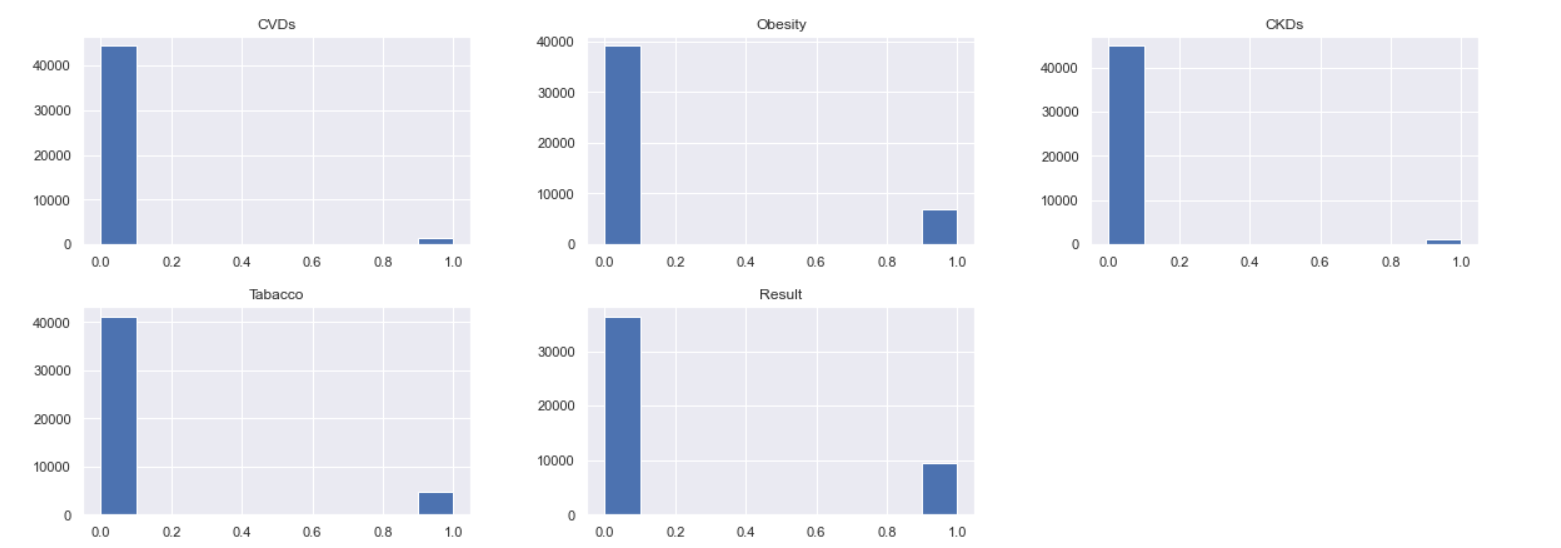 CVDs Obesity CKDs
40000 40000 40000
30000 30000 30000
20000 20000 20000
10000 10000 10000
0 0 0
0.0 0.2 0.4 0.6 0.8 1.0 0.0 0.2 0.4 0.6 0.8 1.0 0.0 0.2 0.4 0.6 0.8 1.0
Tabacco Result
40000
30000 30000
20000 20000
10000 10000
0 0
0.0 0.2 0.4 0.6 0.8 1.0 0.0 0.2 0.4 0.6 0.8 1.0